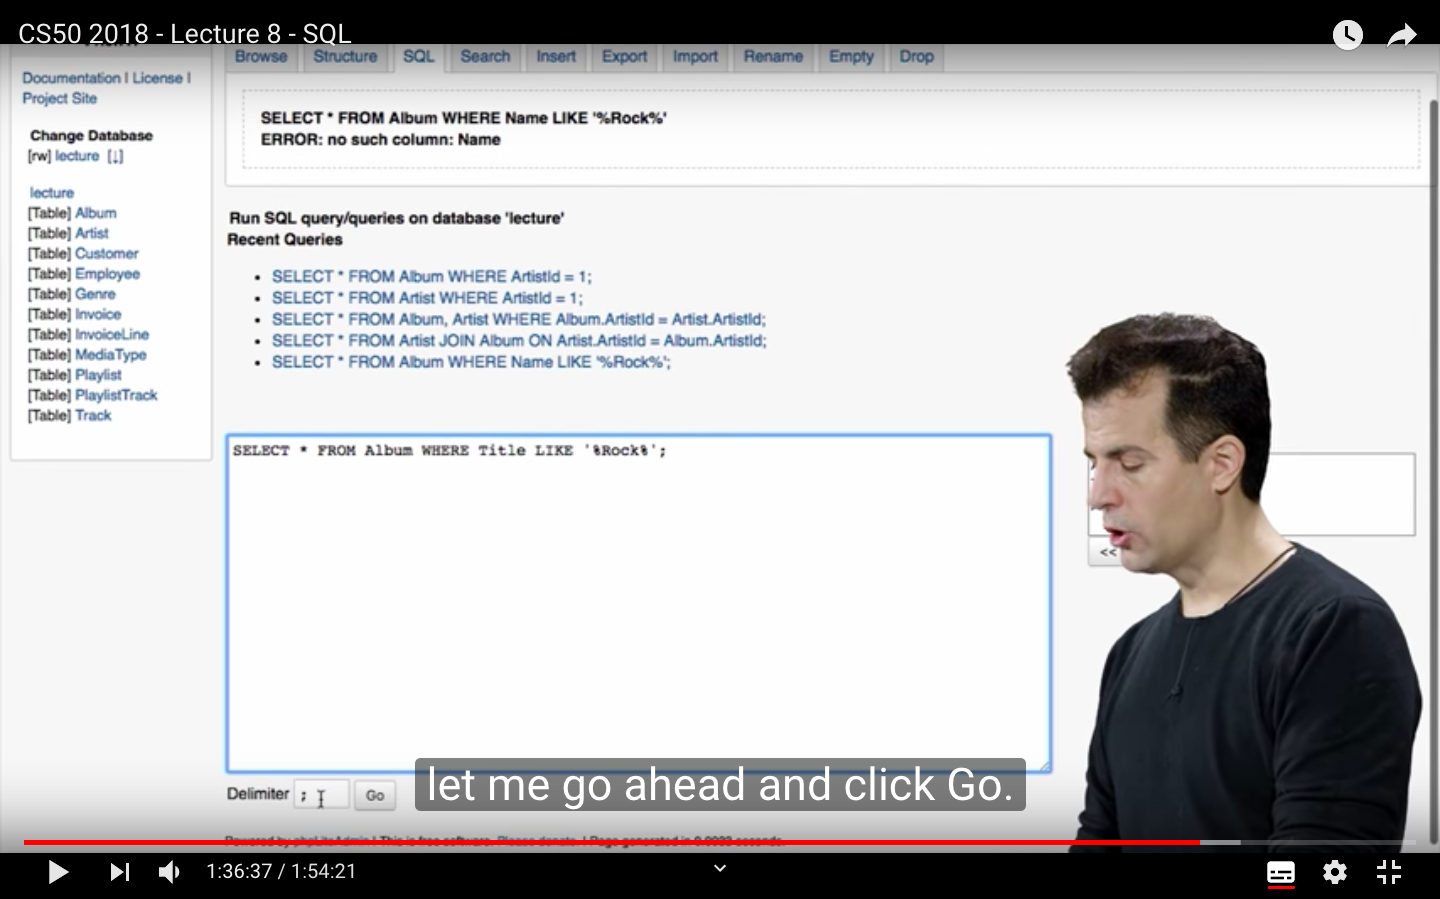 CS50 2018 - Lecture 8 - SQL
Browse Structure SQL Search Insert Export Import Rename Empty Drop
Documentation | License |
Project Site
Change Database
[rw] lecture [↓]
lecture
[Table] Album
[Table] Artist
[Table] Customer
[Table] Employee
[Table] Genre
[Table] Invoice
[Table] InvoiceLine
[Table] MediaType
[Table] Playlist
[Table] PlaylistTrack
[Table] Track
SELECT * FROM Album WHERE Name LIKE '%Rock%'
ERROR: no such column: Name
Run SQL query/queries on database 'lecture'
Recent Queries
SELECT * FROM Album WHERE ArtistId = 1;
SELECT * FROM Artist WHERE ArtistId = 1;
SELECT * FROM Album, Artist WHERE Album.ArtistId = Artist.ArtistId;
SELECT * FROM Artist JOIN Album ON Artist.ArtistId = Album.ArtistId;
SELECT * FROM Album WHERE Name LIKE '%Rock%';
SELECT * FROM Album WHERE Title LIKE '%Rock%';
<<
Delimiter ; Go
let me go ahead and click Go.
1:36:37 / 1:54:21